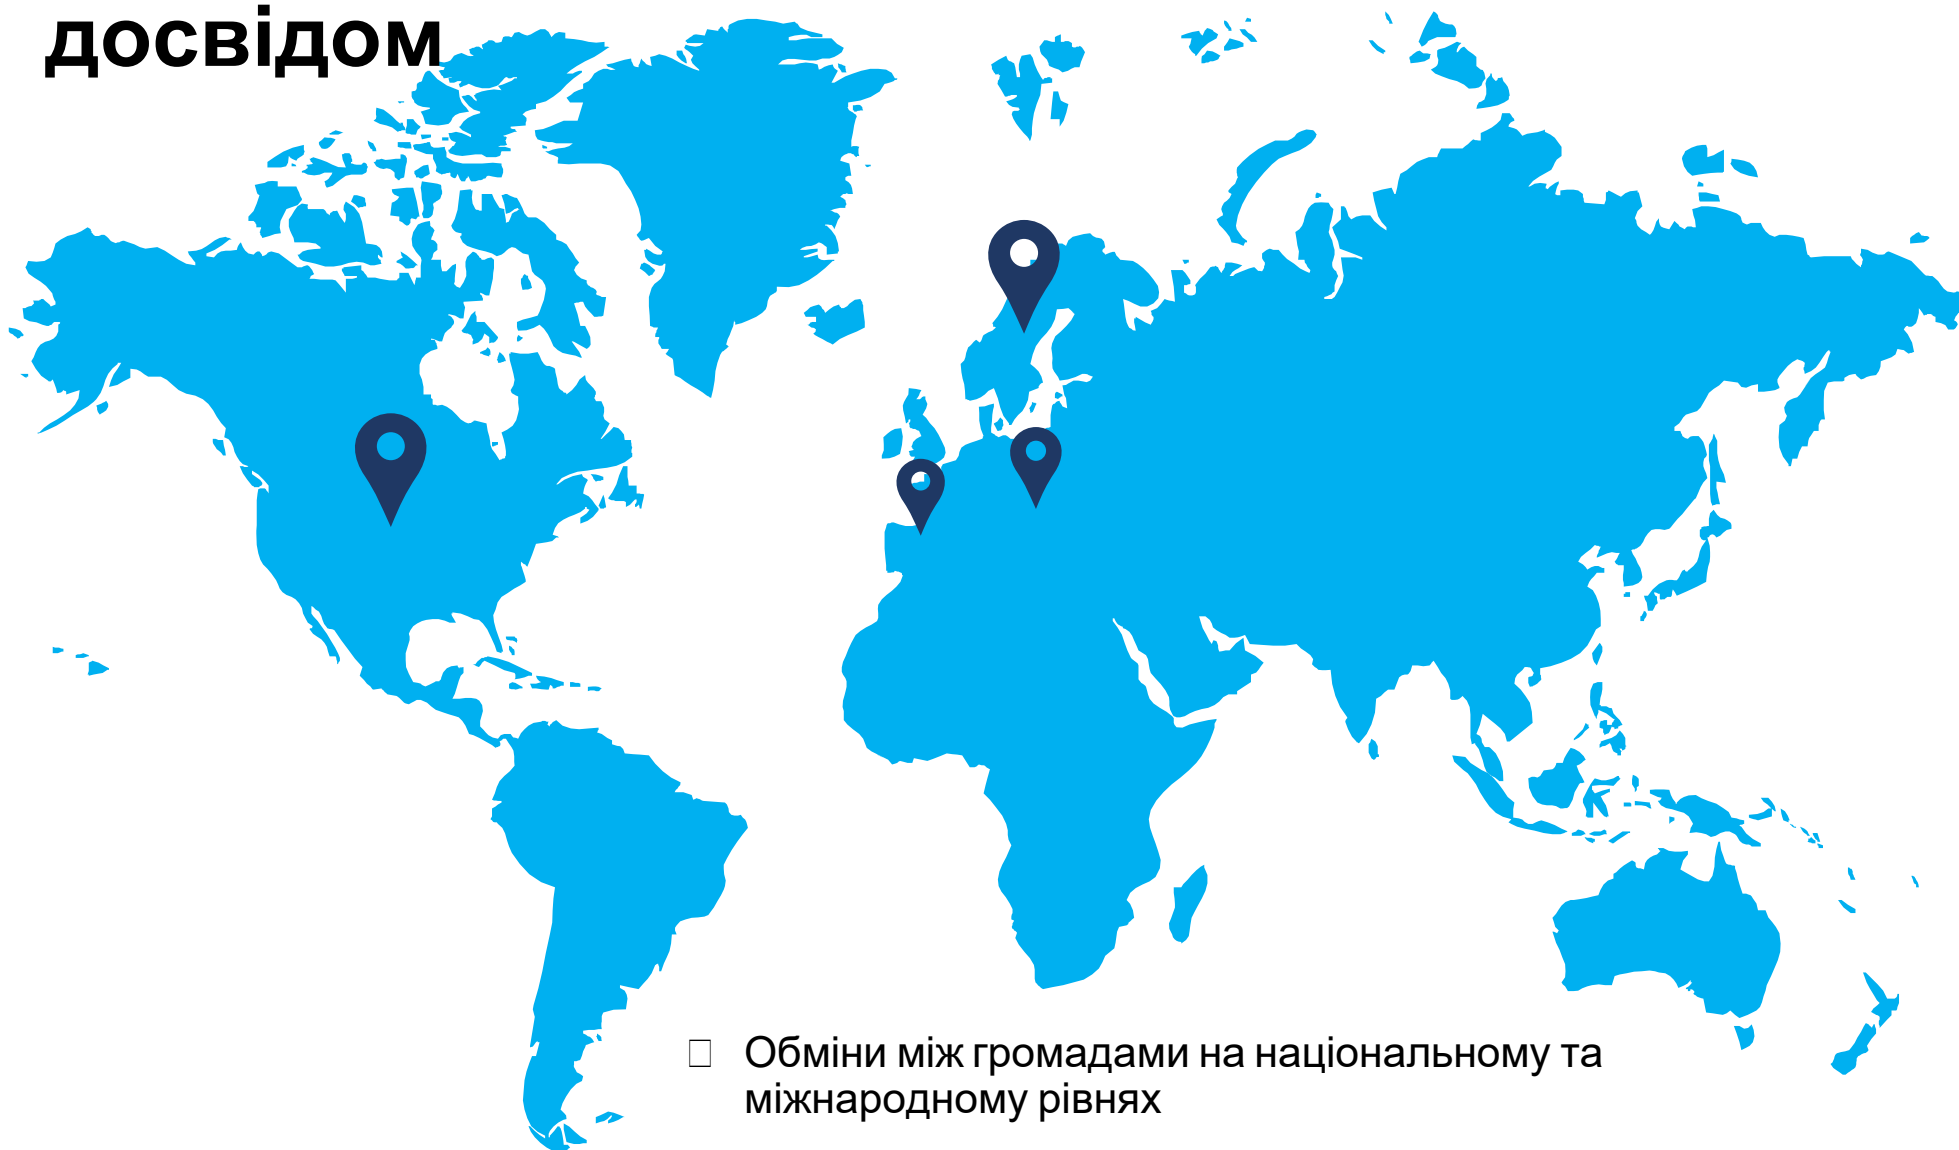 досвідом
Обміни між громадами на національному та
міжнародному рівнях